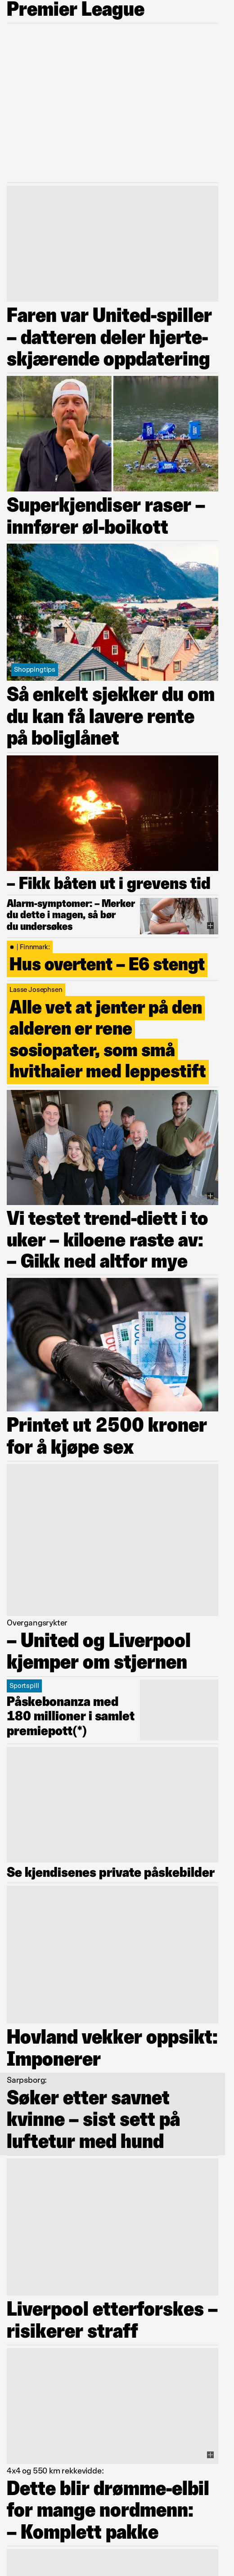 Premier League
Faren var United-spiller
– datteren deler hjerte-
skjærende oppdatering
Superkjendiser raser –
innfører øl-boikott
Shoppingtips
Så enkelt sjekker du om
du kan få lavere rente
på boliglånet
– Fikk båten ut i grevens tid
Alarm-symptomer: – Merker
du dette i magen, så bør
du undersøkes
| Finnmark:
Hus overtent – E6 stengt
Lasse Josephsen
Alle vet at jenter på den
alderen er rene
sosiopater, som små
hvithaier med leppestift
Vi testet trend-diett i to
uker – kiloene raste av:
– Gikk ned altfor mye
200
Printet ut 2500 kroner
for å kjøpe sex
Overgangsrykter
– United og Liverpool
kjemper om stjernen
Sportspill
Påskebonanza med
180 millioner i samlet
premiepott(*)
Se kjendisenes private påskebilder
Hovland vekker oppsikt:
Imponerer
Sarpsborg:
Søker etter savnet
kvinne – sist sett på
luftetur med hund
Liverpool etterforskes –
risikerer straff
4x4 og 550 km rekkevidde:
Dette blir drømme-elbil
for mange nordmenn:
– Komplett pakke